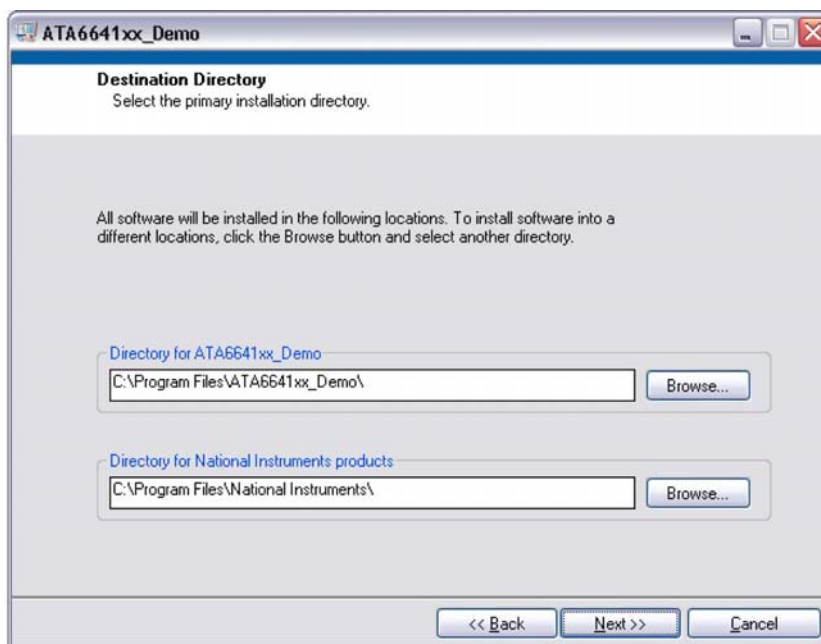 ATA6641xx_Demo
Destination Directory
Select the primary installation directory.
All software will be installed in the following locations. To install software into a
different locations, click the Browse button and select another directory.
Directory for ATA6641xx_Demo
C:\Program Files\ATA6641xx_Demo\
Browse...
Directory for National Instruments products
C:\Program Files\National Instruments\
Browse...
<< Back
Next >>
Cancel